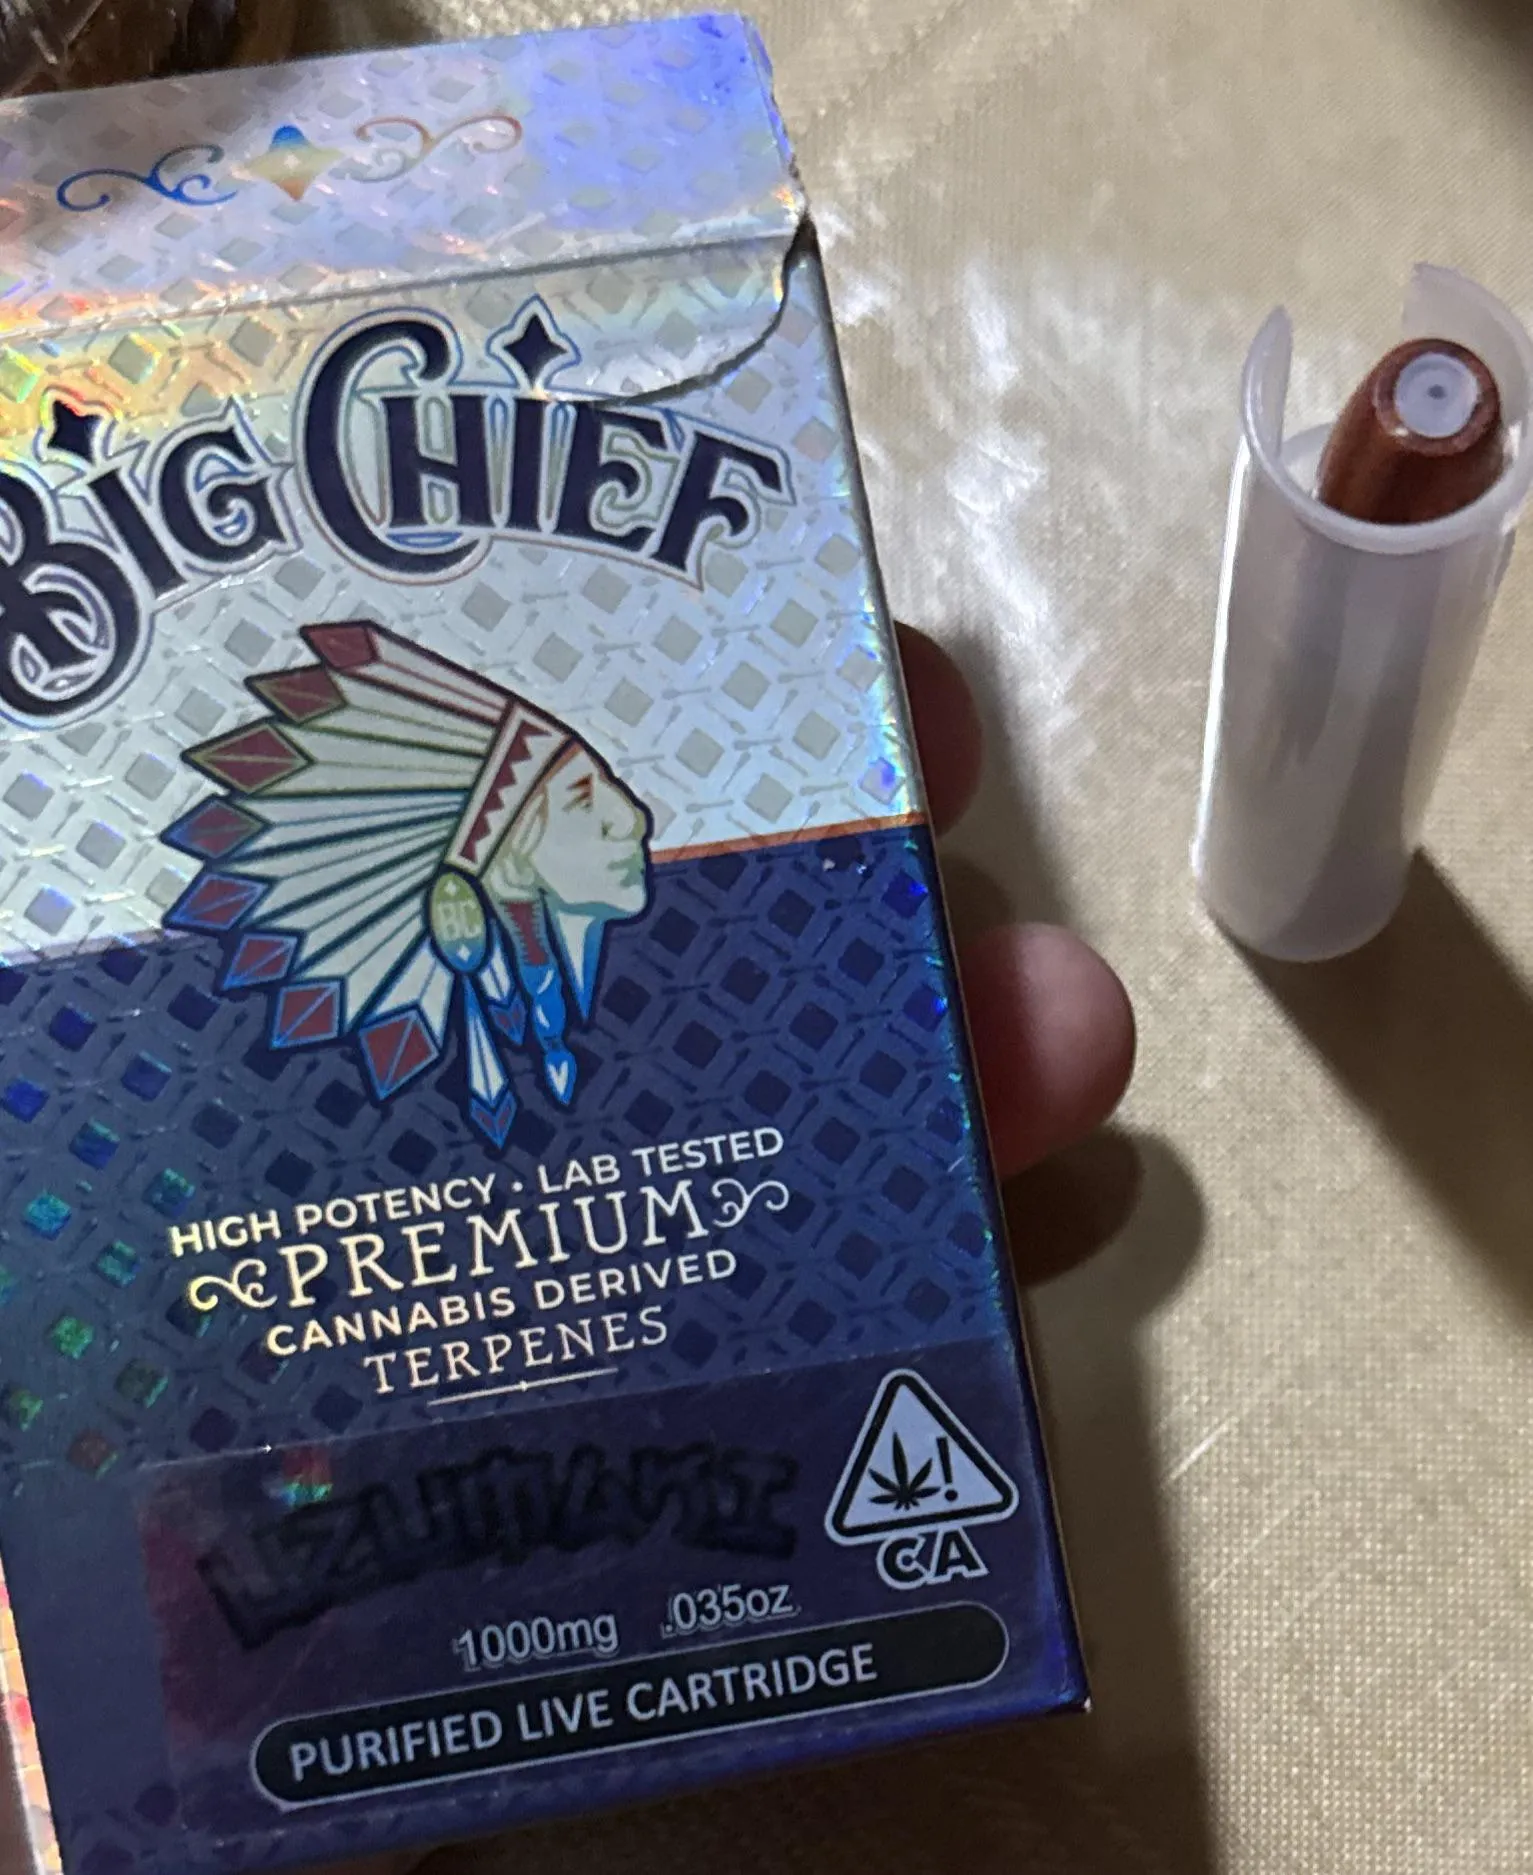 BIG CHIEF
BC
HIGH POTENCY · LAB TESTED
PREMIUM
CANNABIS DERIVED
TERPENES
!
CA
1000mg .035oz
PURIFIED LIVE CARTRIDGE